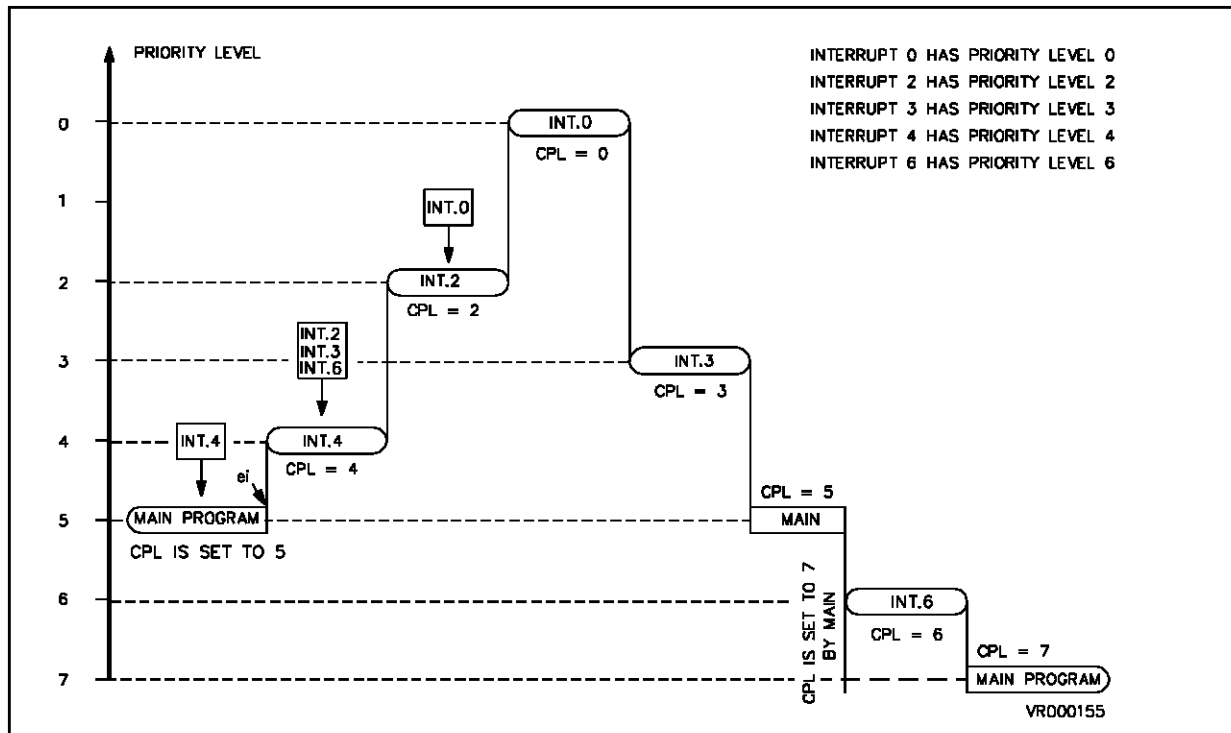 PRIORITY LEVEL
INTERRUPT 0 HAS PRIORITY LEVEL 0
INTERRUPT 2 HAS PRIORITY LEVEL 2
INTERRUPT 3 HAS PRIORITY LEVEL 3
INTERRUPT 4 HAS PRIORITY LEVEL 4
INTERRUPT 6 HAS PRIORITY LEVEL 6
0
INT.0
CPL = 0
1
INT.0
2
INT.2
CPL = 2
INT.2
INT.3
INT.6
3
INT.3
CPL = 3
4
INT.4
INT.4
CPL = 4
ei
CPL = 5
5
MAIN PROGRAM
MAIN
CPL IS SET TO 5
CPL IS SET TO 7
BY MAIN
6
INT.6
CPL = 6
CPL = 7
7
MAIN PROGRAM
VR000155